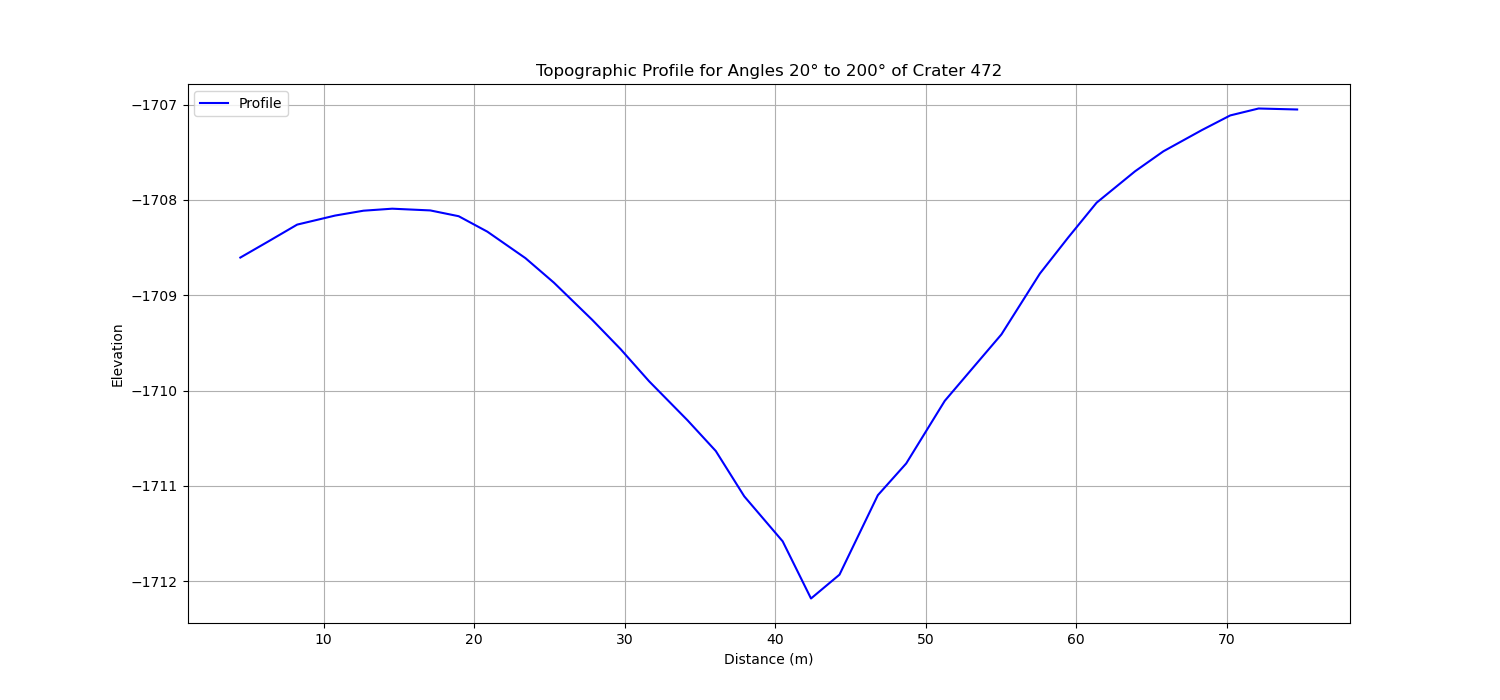 Topographic Profile for Angles 20° to 200° of Crater 472
Profile
−1707
−1708
−1709
−1710
−1711
−1712
Elevation
10 20 30 40 50 60 70
Distance (m)